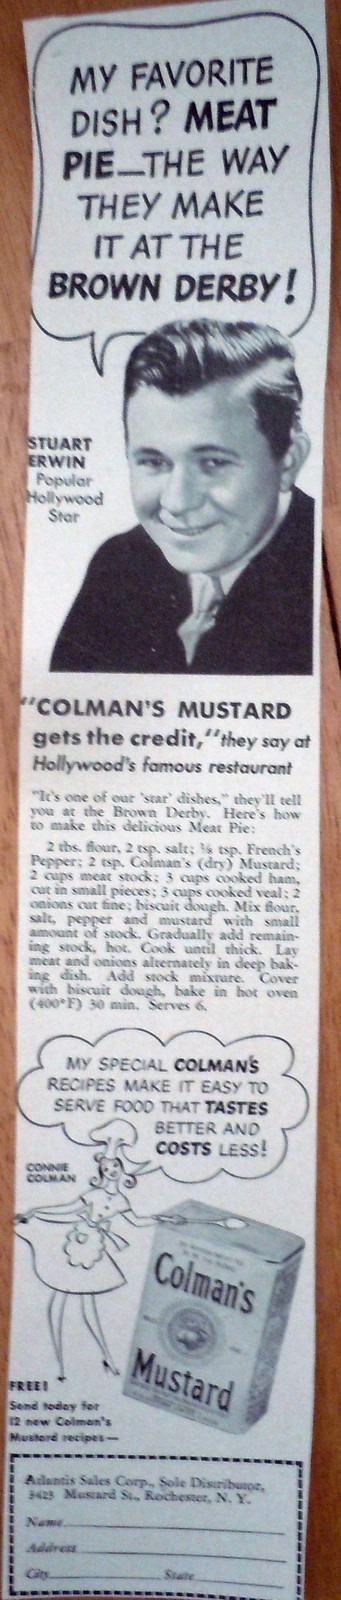 MY FAVORITE
DISH? MEAT
PIE—THE WAY
THEY MAKE
IT AT THE
BROWN DERBY!
STUART
ERWIN
Popular
Hollywood
Star
"COLMAN'S MUSTARD
gets the credit," they say at
Hollywood's famous restaurant
"It's one of our 'star' dishes," they'll tell
you at the Brown Derby. Here's how
to make this delicious Meat Pie:
2 tbs. flour, 2 tsp. salt; ⅛ tsp. French's
Pepper; 2 tsp. Colman's (dry) Mustard;
2 cups meat stock; 3 cups cooked ham,
cut in small pieces; 3 cups cooked veal; 2
onions cut fine; biscuit dough. Mix flour,
salt, pepper and mustard with small
amount of stock. Gradually add remain-
ing stock, hot. Cook until thick. Lay
meat and onions alternately in deep bak-
ing dish. Add stock mixture. Cover
with biscuit dough, bake in hot oven
(400°F) 30 min. Serves 6.
MY SPECIAL COLMAN'S
RECIPES MAKE IT EASY TO
SERVE FOOD THAT TASTES
BETTER AND
COSTS LESS!
CONNIE
COLMAN
Colman's
Mustard
FREE!
Send today for
12 new Colman's
Mustard recipes—
Atlantis Sales Corp., Sole Distributor,
3425 Mustard St., Rochester, N. Y.
Name
Address
City State